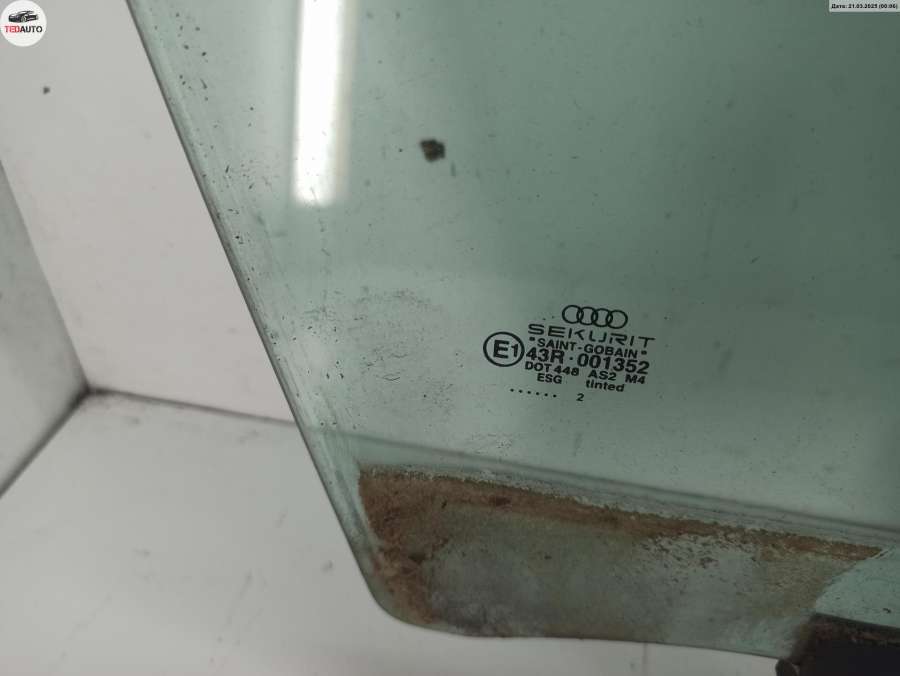 TEDAUTO
Дата: 21.03.2025 (00:06)
SEKURIT
"SAINT-GOBAIN"
E1 43R-001352
DOT 448 AS2 M4
ESG tinted
...... 2